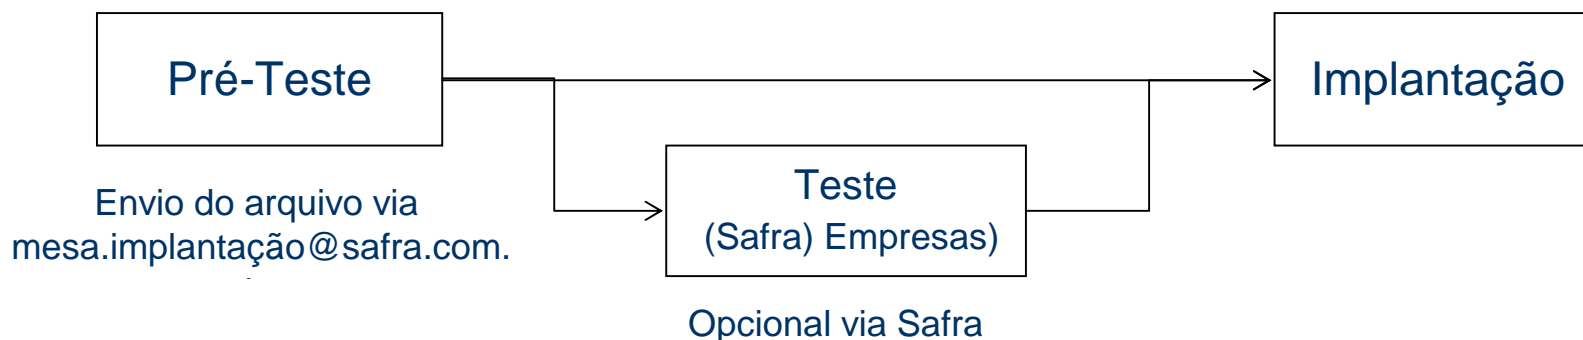 Pré-Teste
Implantação
Teste
(Safra) Empresas)
Envio do arquivo via
mesa.implantação@safra.com.
Opcional via Safra